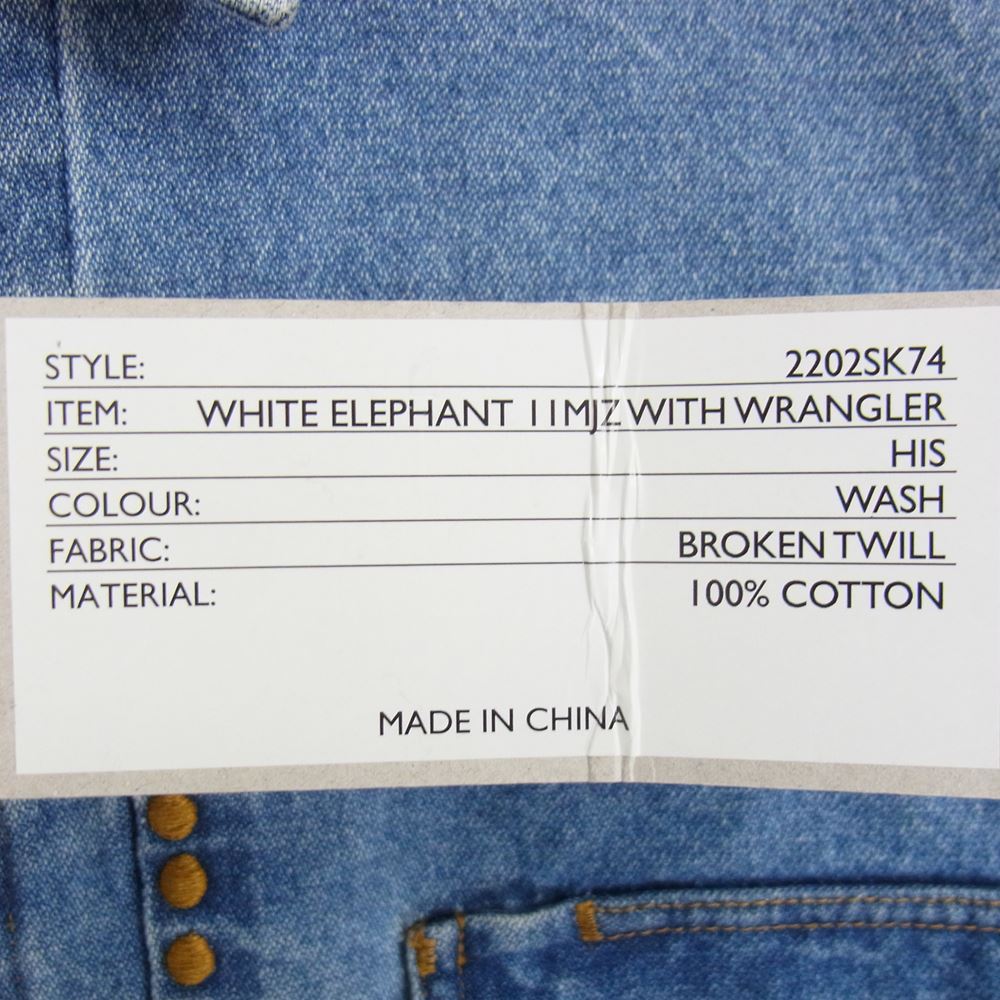 STYLE: 2202SK74
ITEM: WHITE ELEPHANT 11MJZ WITH WRANGLER
SIZE: HIS
COLOUR: WASH
FABRIC: BROKEN TWILL
MATERIAL: 100% COTTON
MADE IN CHINA